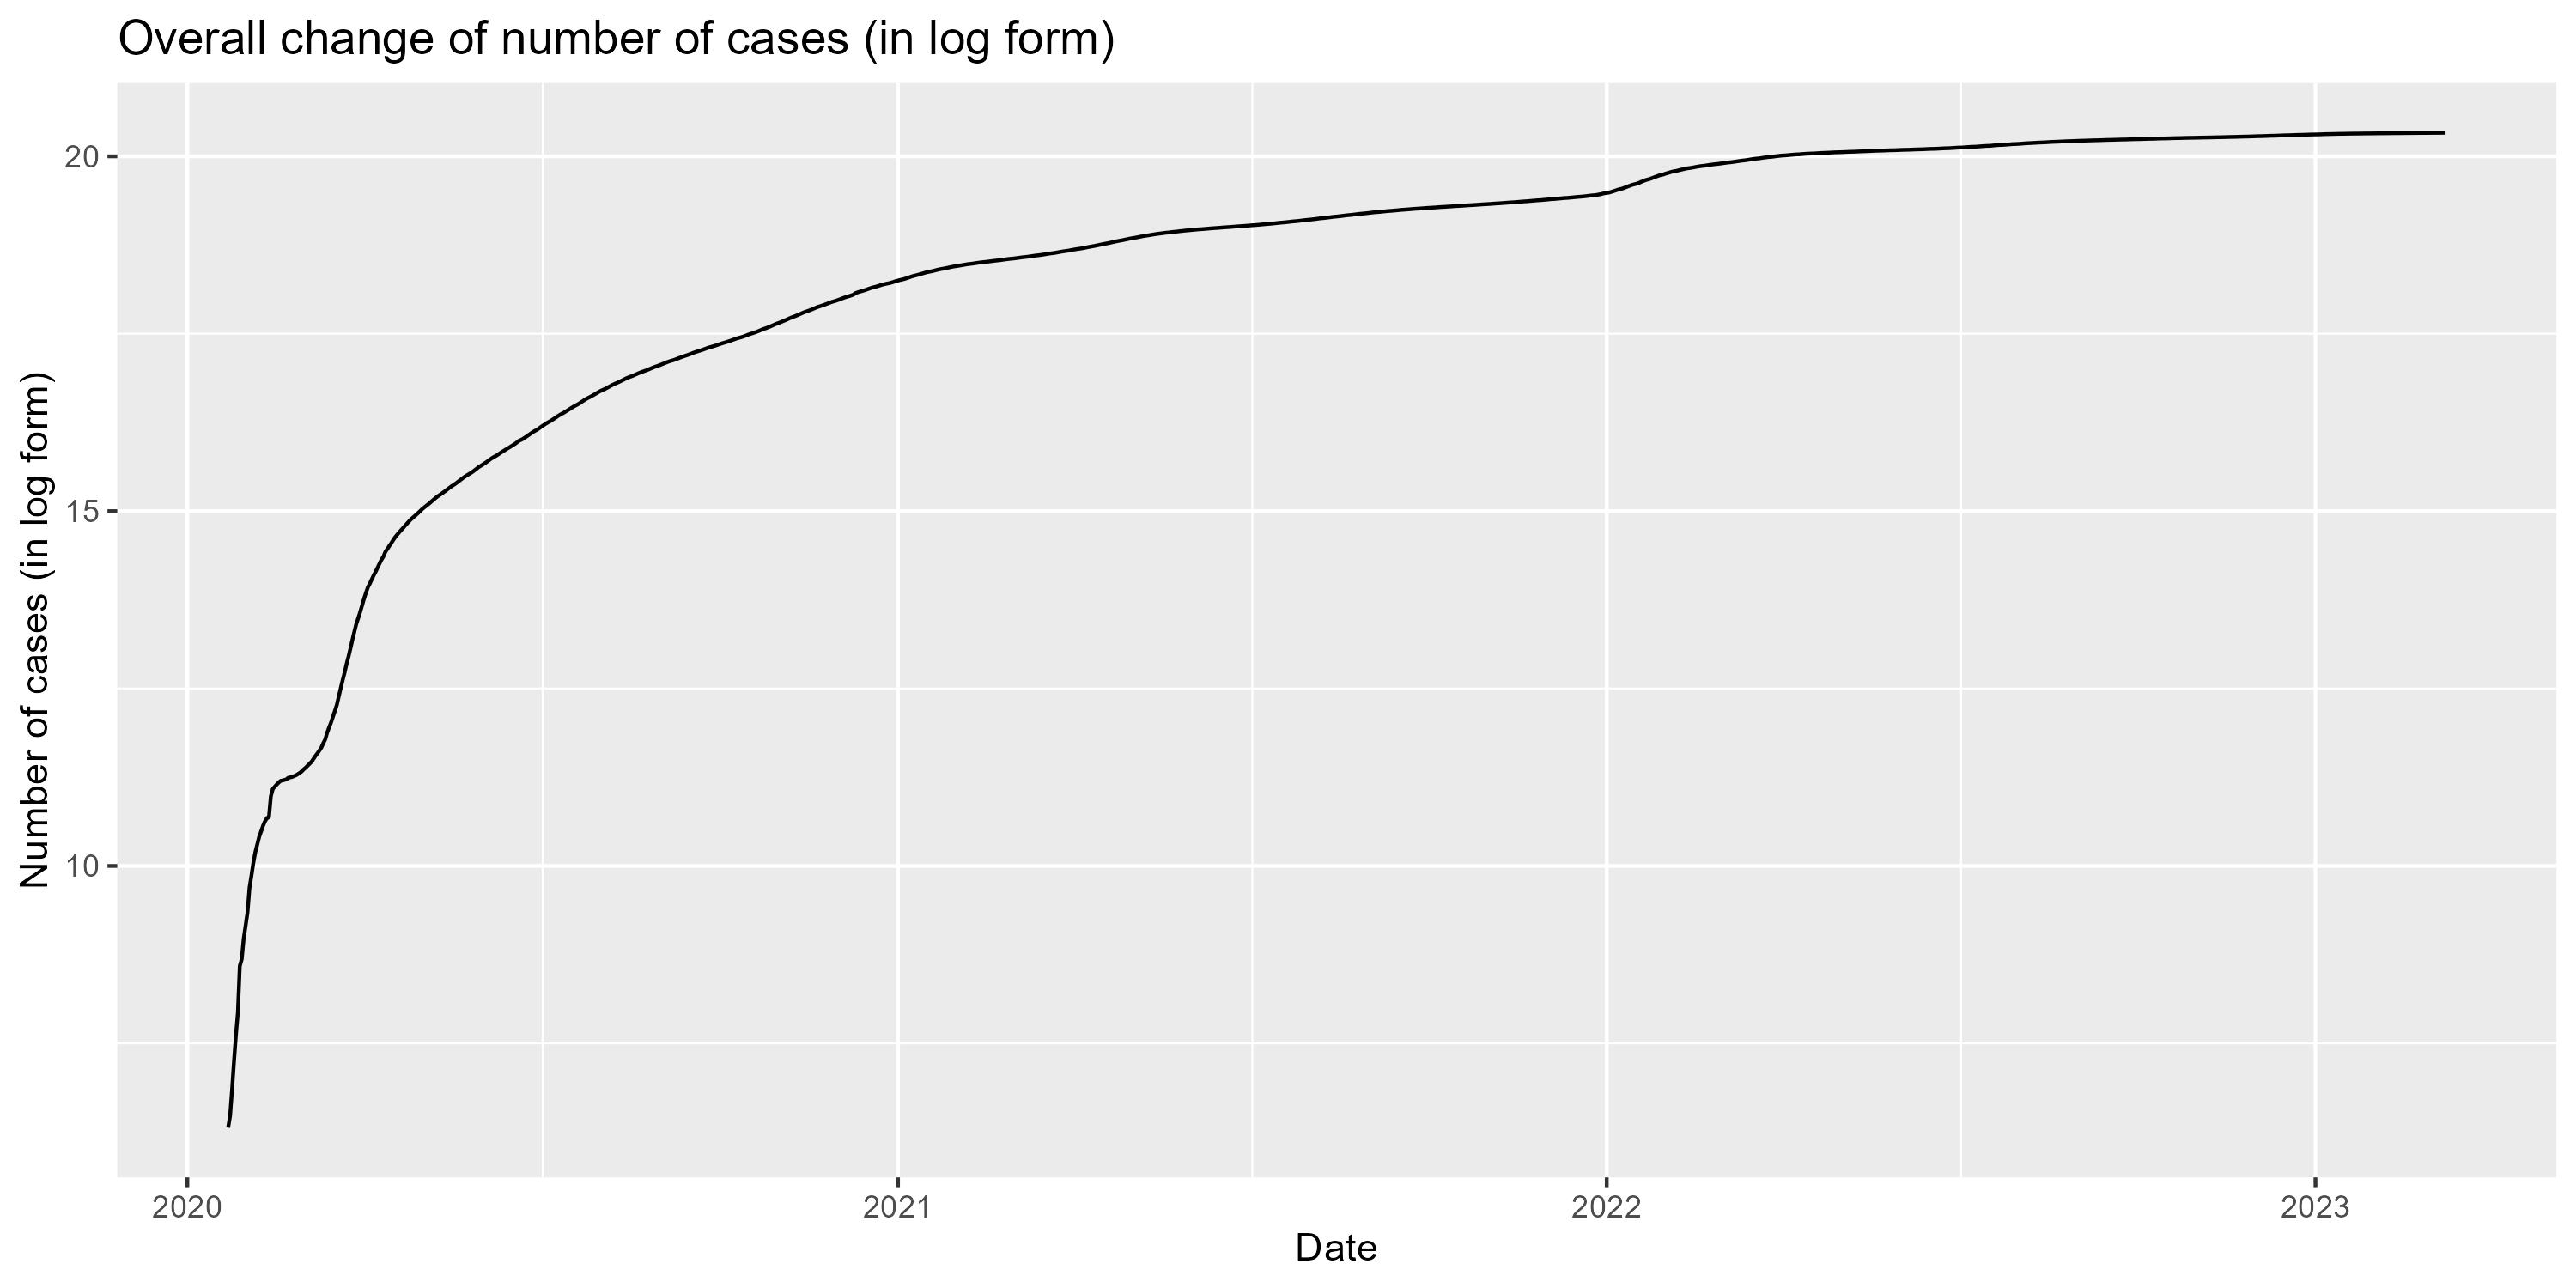 Overall change of number of cases (in log form)
Number of cases (in log form)
20
15
10
2020
2021
2022
2023
Date